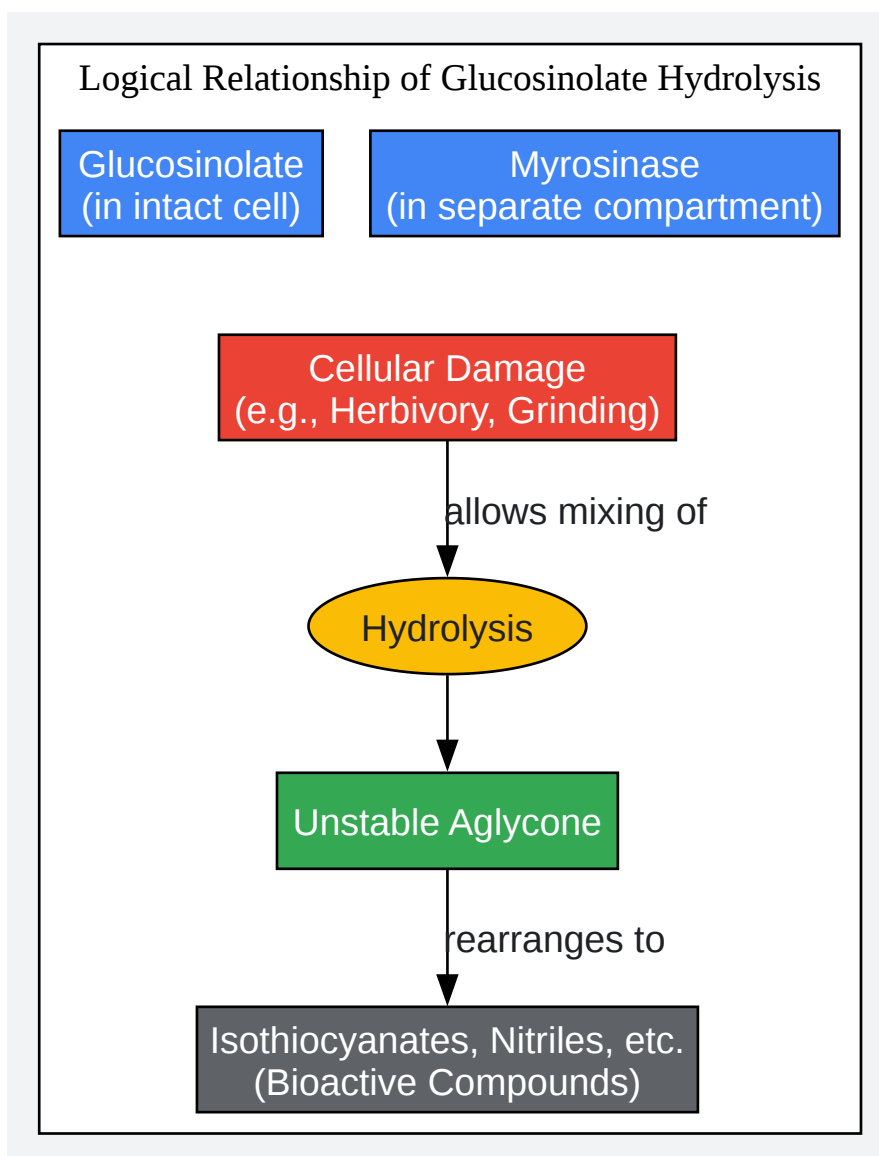 Logical Relationship of Glucosinolate Hydrolysis
Glucosinolate
(in intact cell)
Myrosinase
(in separate compartment)
Cellular Damage
(e.g., Herbivory, Grinding)
allows mixing of
Hydrolysis
Unstable Aglycone
rearranges to
Isothiocyanates, Nitriles, etc.
(Bioactive Compounds)